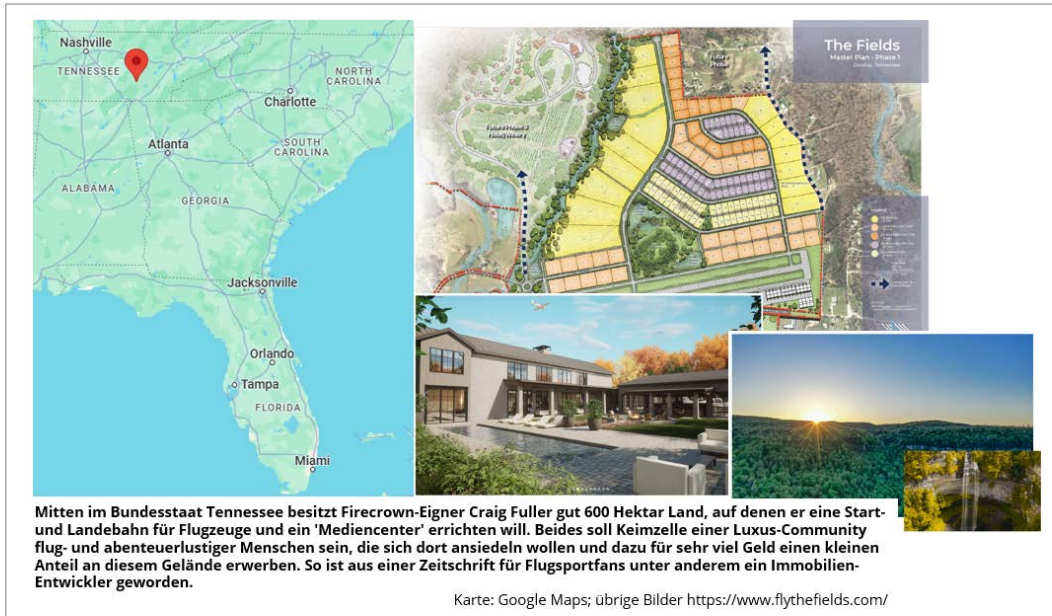 Nashville
TENNESSEE
NORTH
CAROLINA
Charlotte
Atlanta
SOUTH
CAROLINA
ALABAMA
GEORGIA
Jacksonville
Orlando
Tampa
FLORIDA
Miami
The Fields
Master Plan - Phase 1
Future
Mitten im Bundesstaat Tennessee besitzt Firecrown-Eigner Craig Fuller gut 600 Hektar Land, auf denen er eine Start-
und Landebahn für Flugzeuge und ein 'Mediencenter' errichten will. Beides soll Keimzelle einer Luxus-Community
flug- und abenteuerlustiger Menschen sein, die sich dort ansiedeln wollen und dazu für sehr viel Geld einen kleinen
Anteil an diesem Gelände erwerben. So ist aus einer Zeitschrift für Flugsportfans unter anderem ein Immobilien-
Entwickler geworden.
Karte: Google Maps; übrige Bilder https://www.flythefields.com/